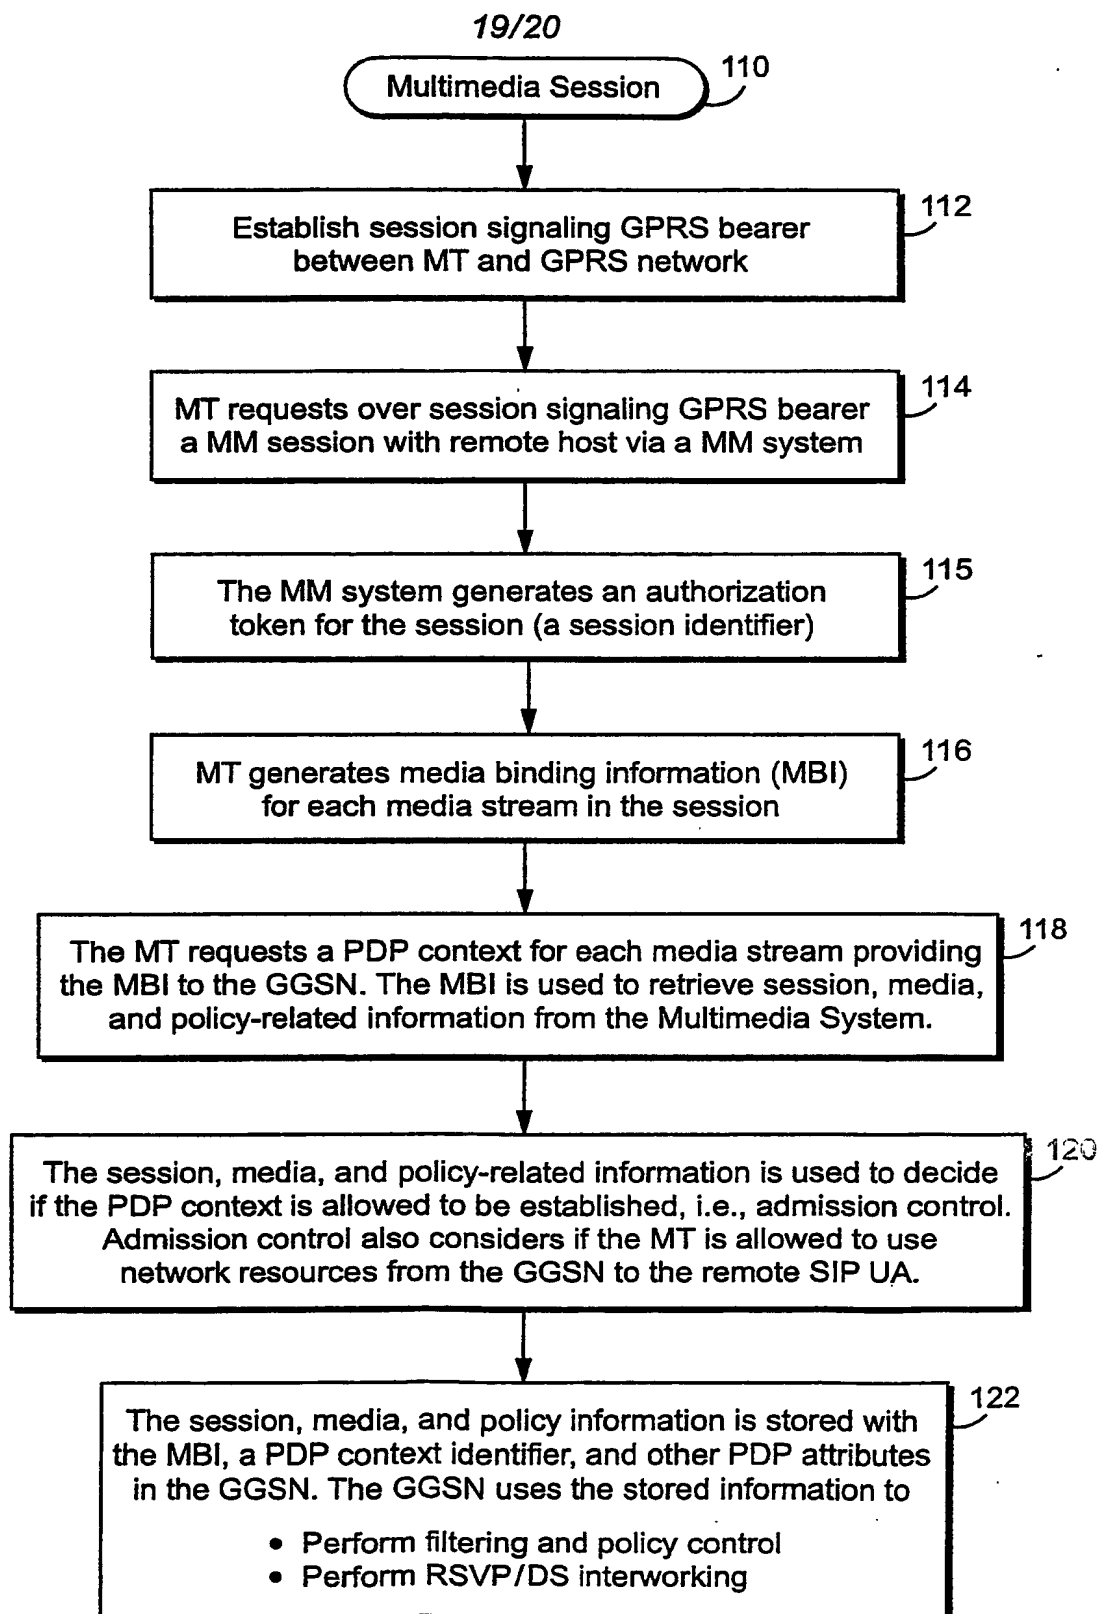 19/20
Multimedia Session
110
Establish session signaling GPRS bearer
between MT and GPRS network
112
MT requests over session signaling GPRS bearer
a MM session with remote host via a MM system
114
The MM system generates an authorization
token for the session (a session identifier)
115
MT generates media binding information (MBI)
for each media stream in the session
116
The MT requests a PDP context for each media stream providing
the MBI to the GGSN. The MBI is used to retrieve session, media,
and policy-related information from the Multimedia System.
118
The session, media, and policy-related information is used to decide
if the PDP context is allowed to be established, i.e., admission control.
Admission control also considers if the MT is allowed to use
network resources from the GGSN to the remote SIP UA.
120
The session, media, and policy information is stored with
the MBI, a PDP context identifier, and other PDP attributes
in the GGSN. The GGSN uses the stored information to
• Perform filtering and policy control
• Perform RSVP/DS interworking
122